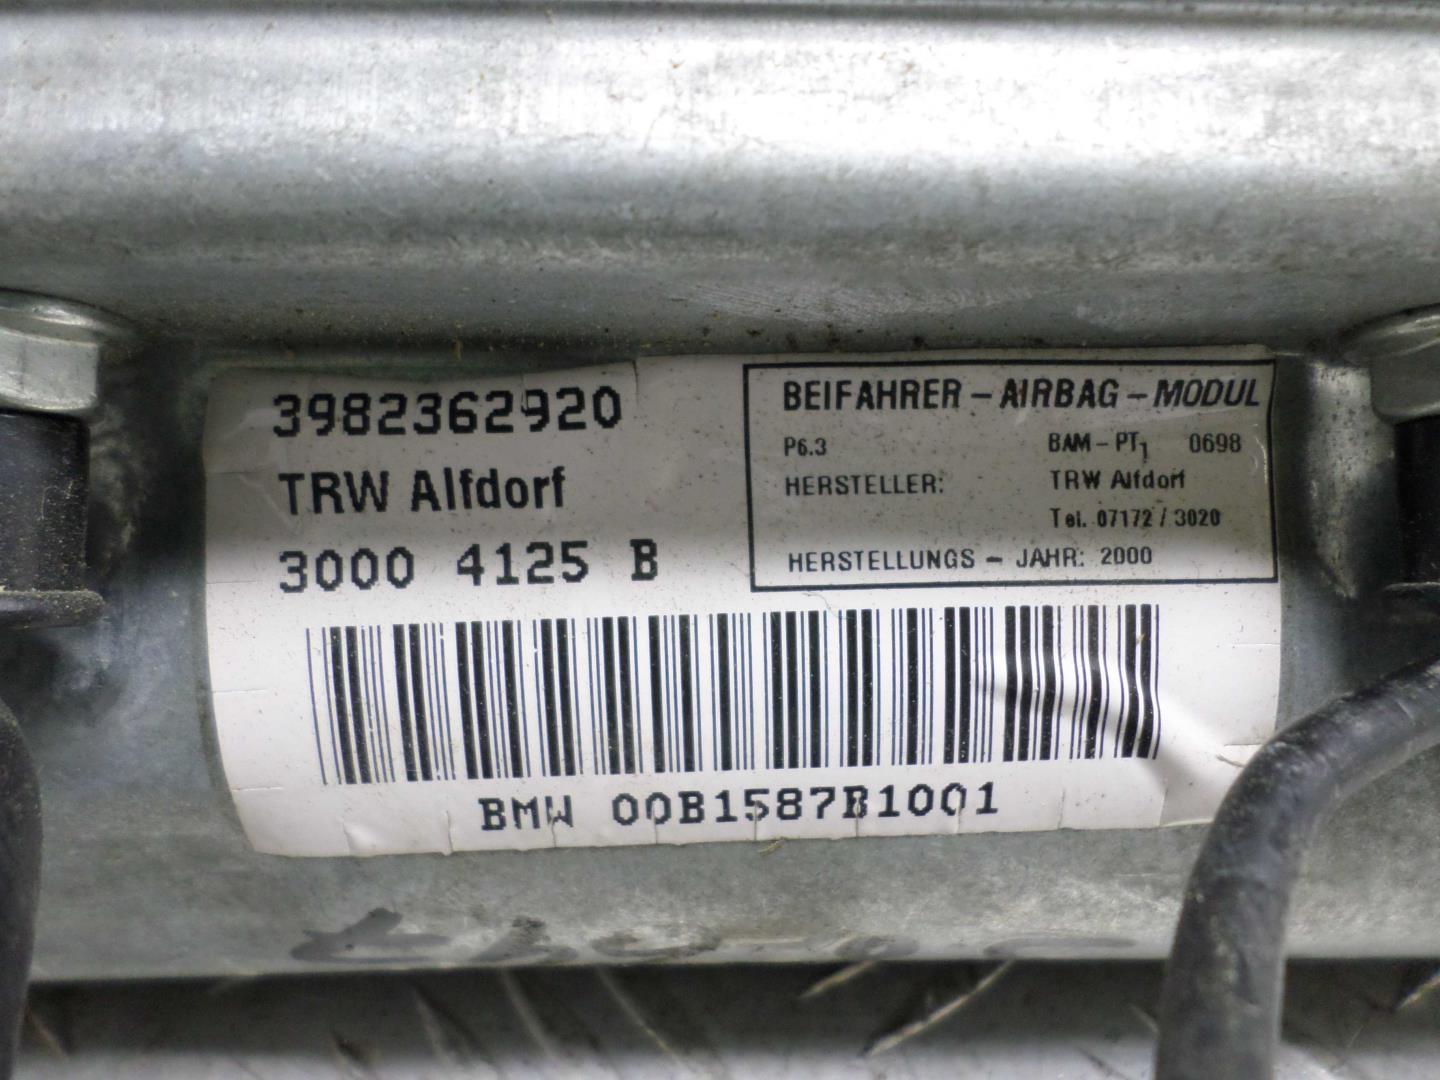 3982362920
TRW Alfdorf
3000 4125 B
BEIFAHRER - AIRBAG - MODUL
P6.3 BAM - PT1 0698
HERSTELLER: TRW Alfdorf
Tel. 07172 / 3020
HERSTELLUNGS - JAHR: 2000
BMW 00B1587B1001